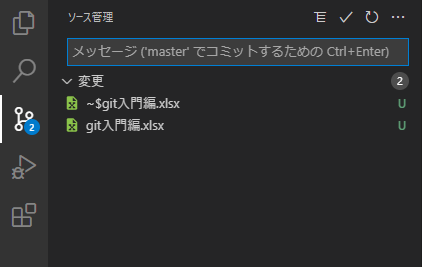 ソース管理
メッセージ ('master' でコミットするための Ctrl+Enter)
変更 2
~$git入門編.xlsx U
git入門編.xlsx U
2